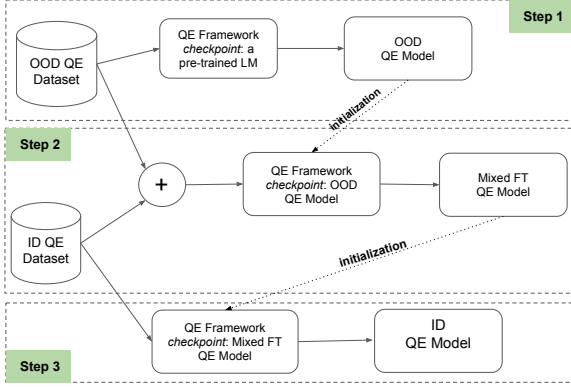 Step 1
OOD QE
Dataset
QE Framework
checkpoint: a
pre-trained LM
OOD
QE Model
initialization
Step 2
+
QE Framework
checkpoint: OOD
QE Model
Mixed FT
QE Model
ID QE
Dataset
initialization
QE Framework
checkpoint: Mixed FT
QE Model
ID
QE Model
Step 3